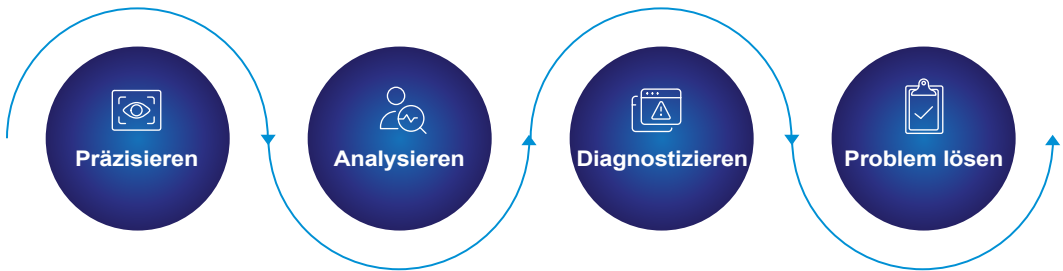 Präzisieren
Analysieren
Diagnostizieren
Problem lösen